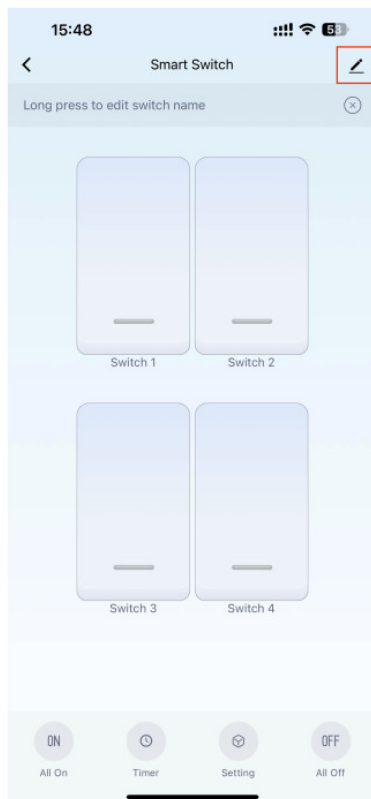 15:48
53
Smart Switch
Long press to edit switch name
Switch 1 Switch 2
Switch 3 Switch 4
ON OFF
All On Timer Setting All Off